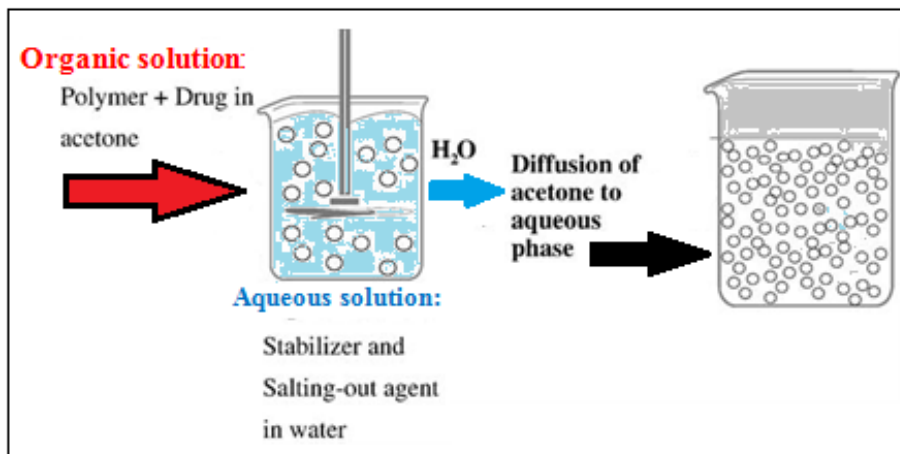 Organic solution:
Polymer + Drug in
acetone
H₂O
Diffusion of
acetone to
aqueous
phase
Aqueous solution:
Stabilizer and
Salting-out agent
in water